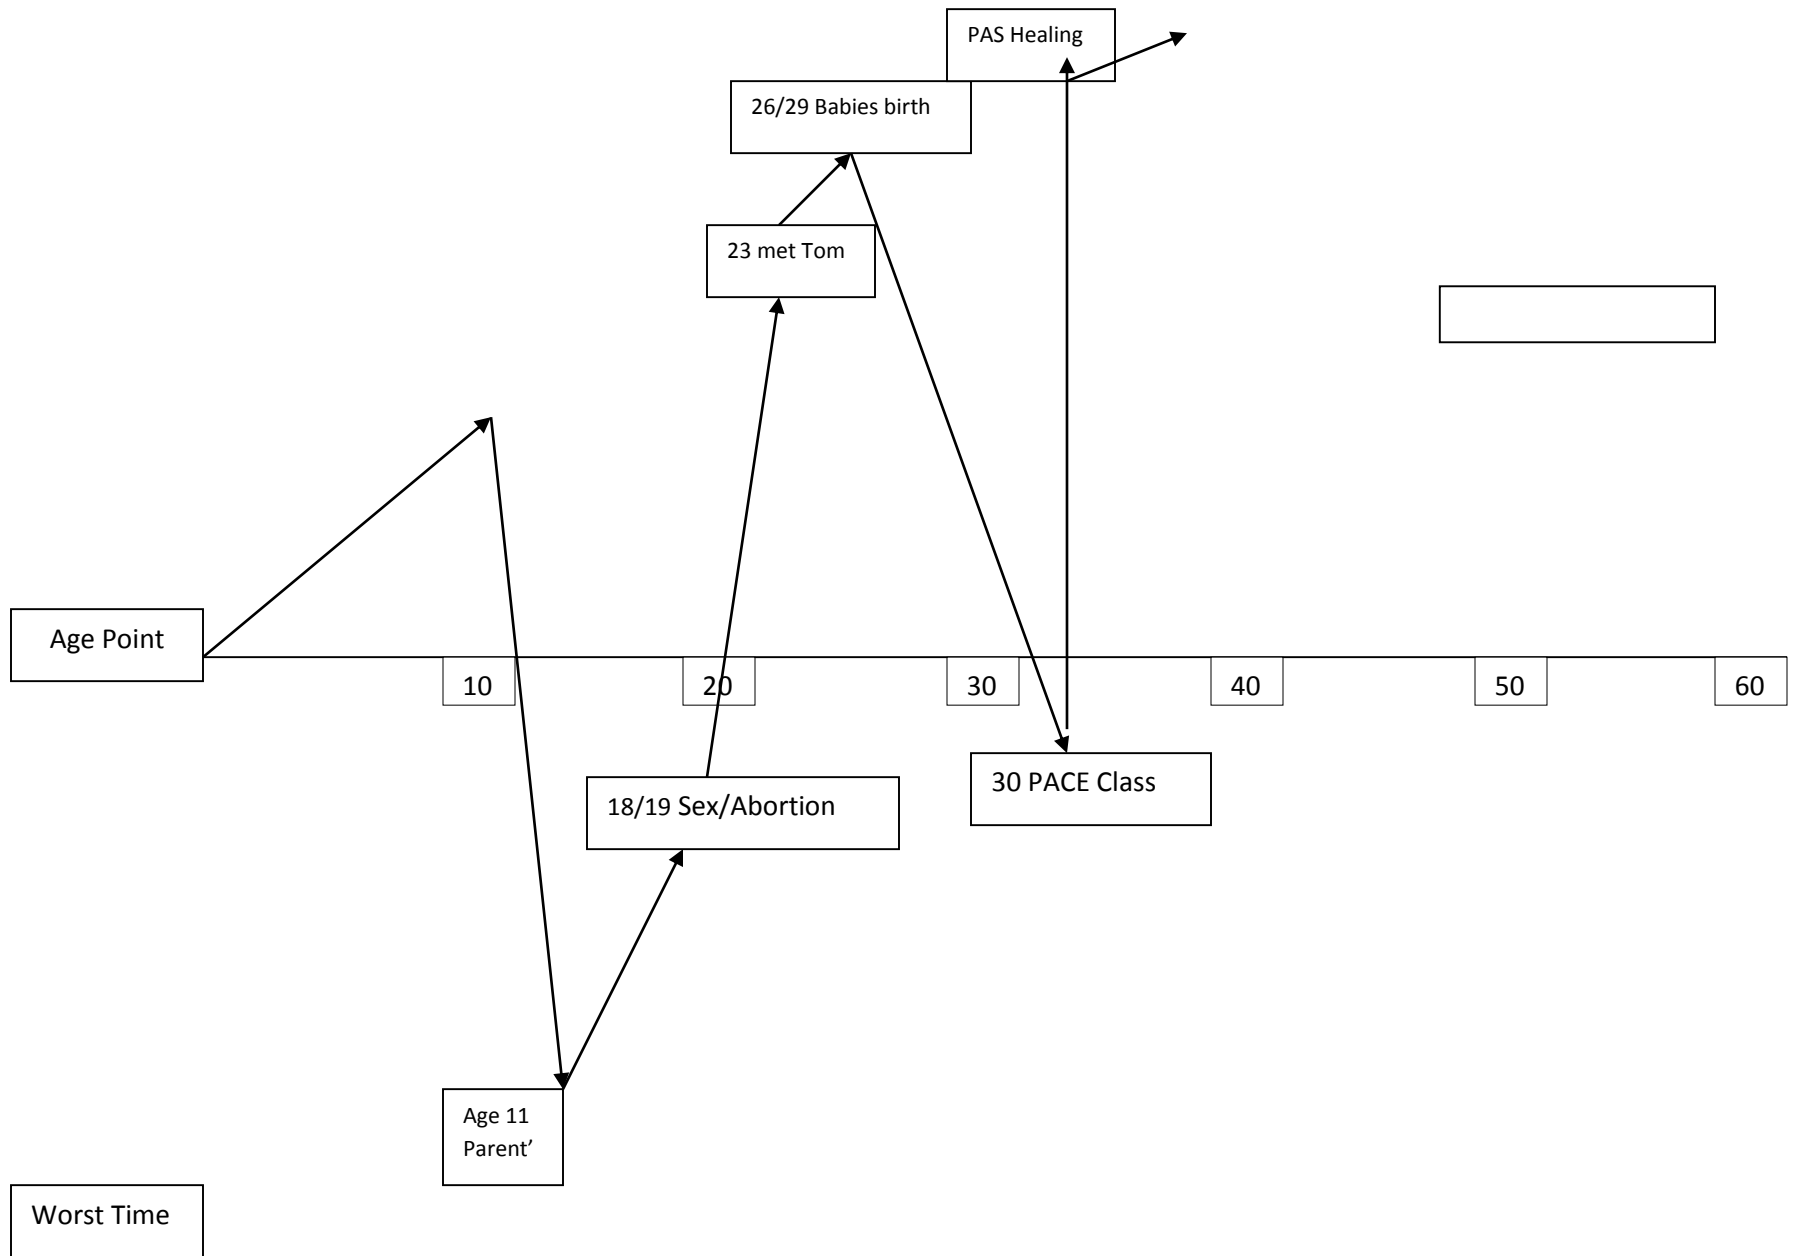 PAS Healing
26/29 Babies birth
23 met Tom
Age Point
10
20
30
40
50
60
18/19 Sex/Abortion
30 PACE Class
Age 11
Parent’
Worst Time